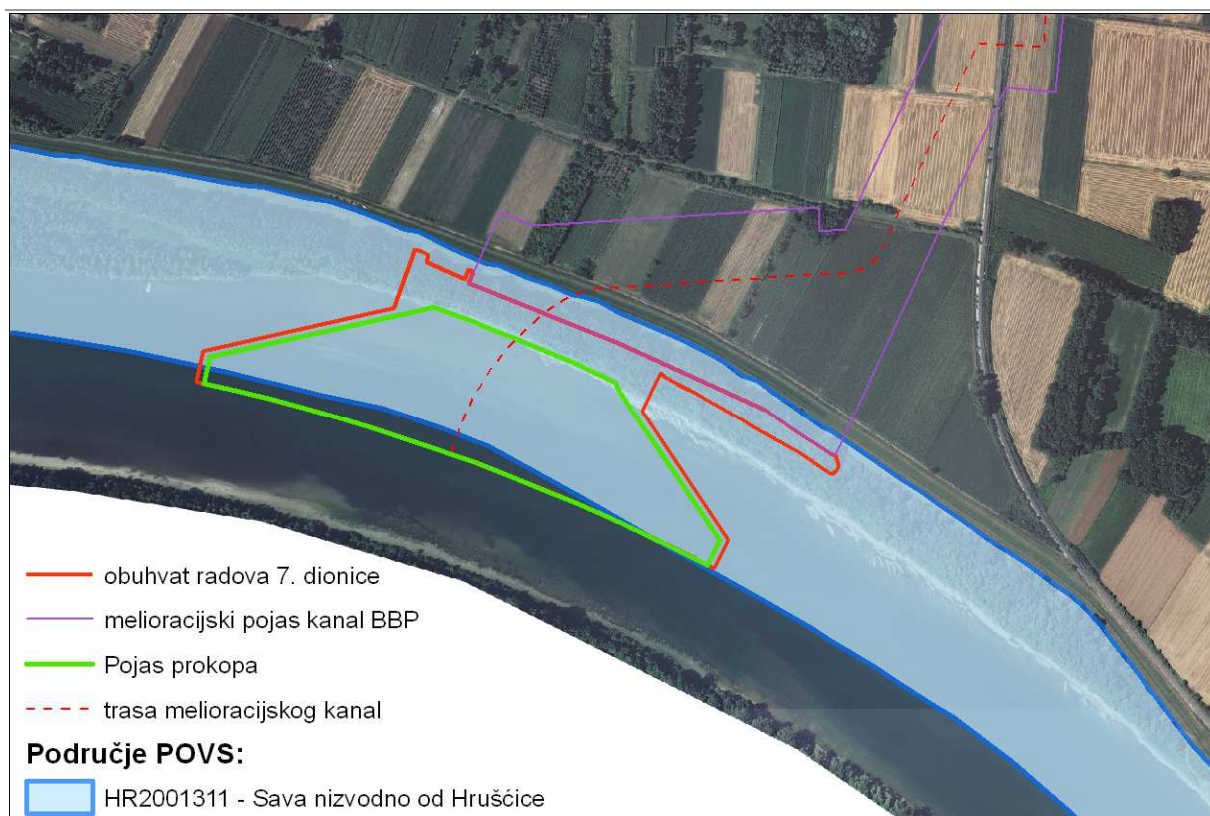 obuhvat radova 7. dionice
melioracijski pojas kanal BBP
Pojas prokopa
trasa melioracijskog kanal
Područje POVS:
HR2001311 - Sava nizvodno od Hrušćice